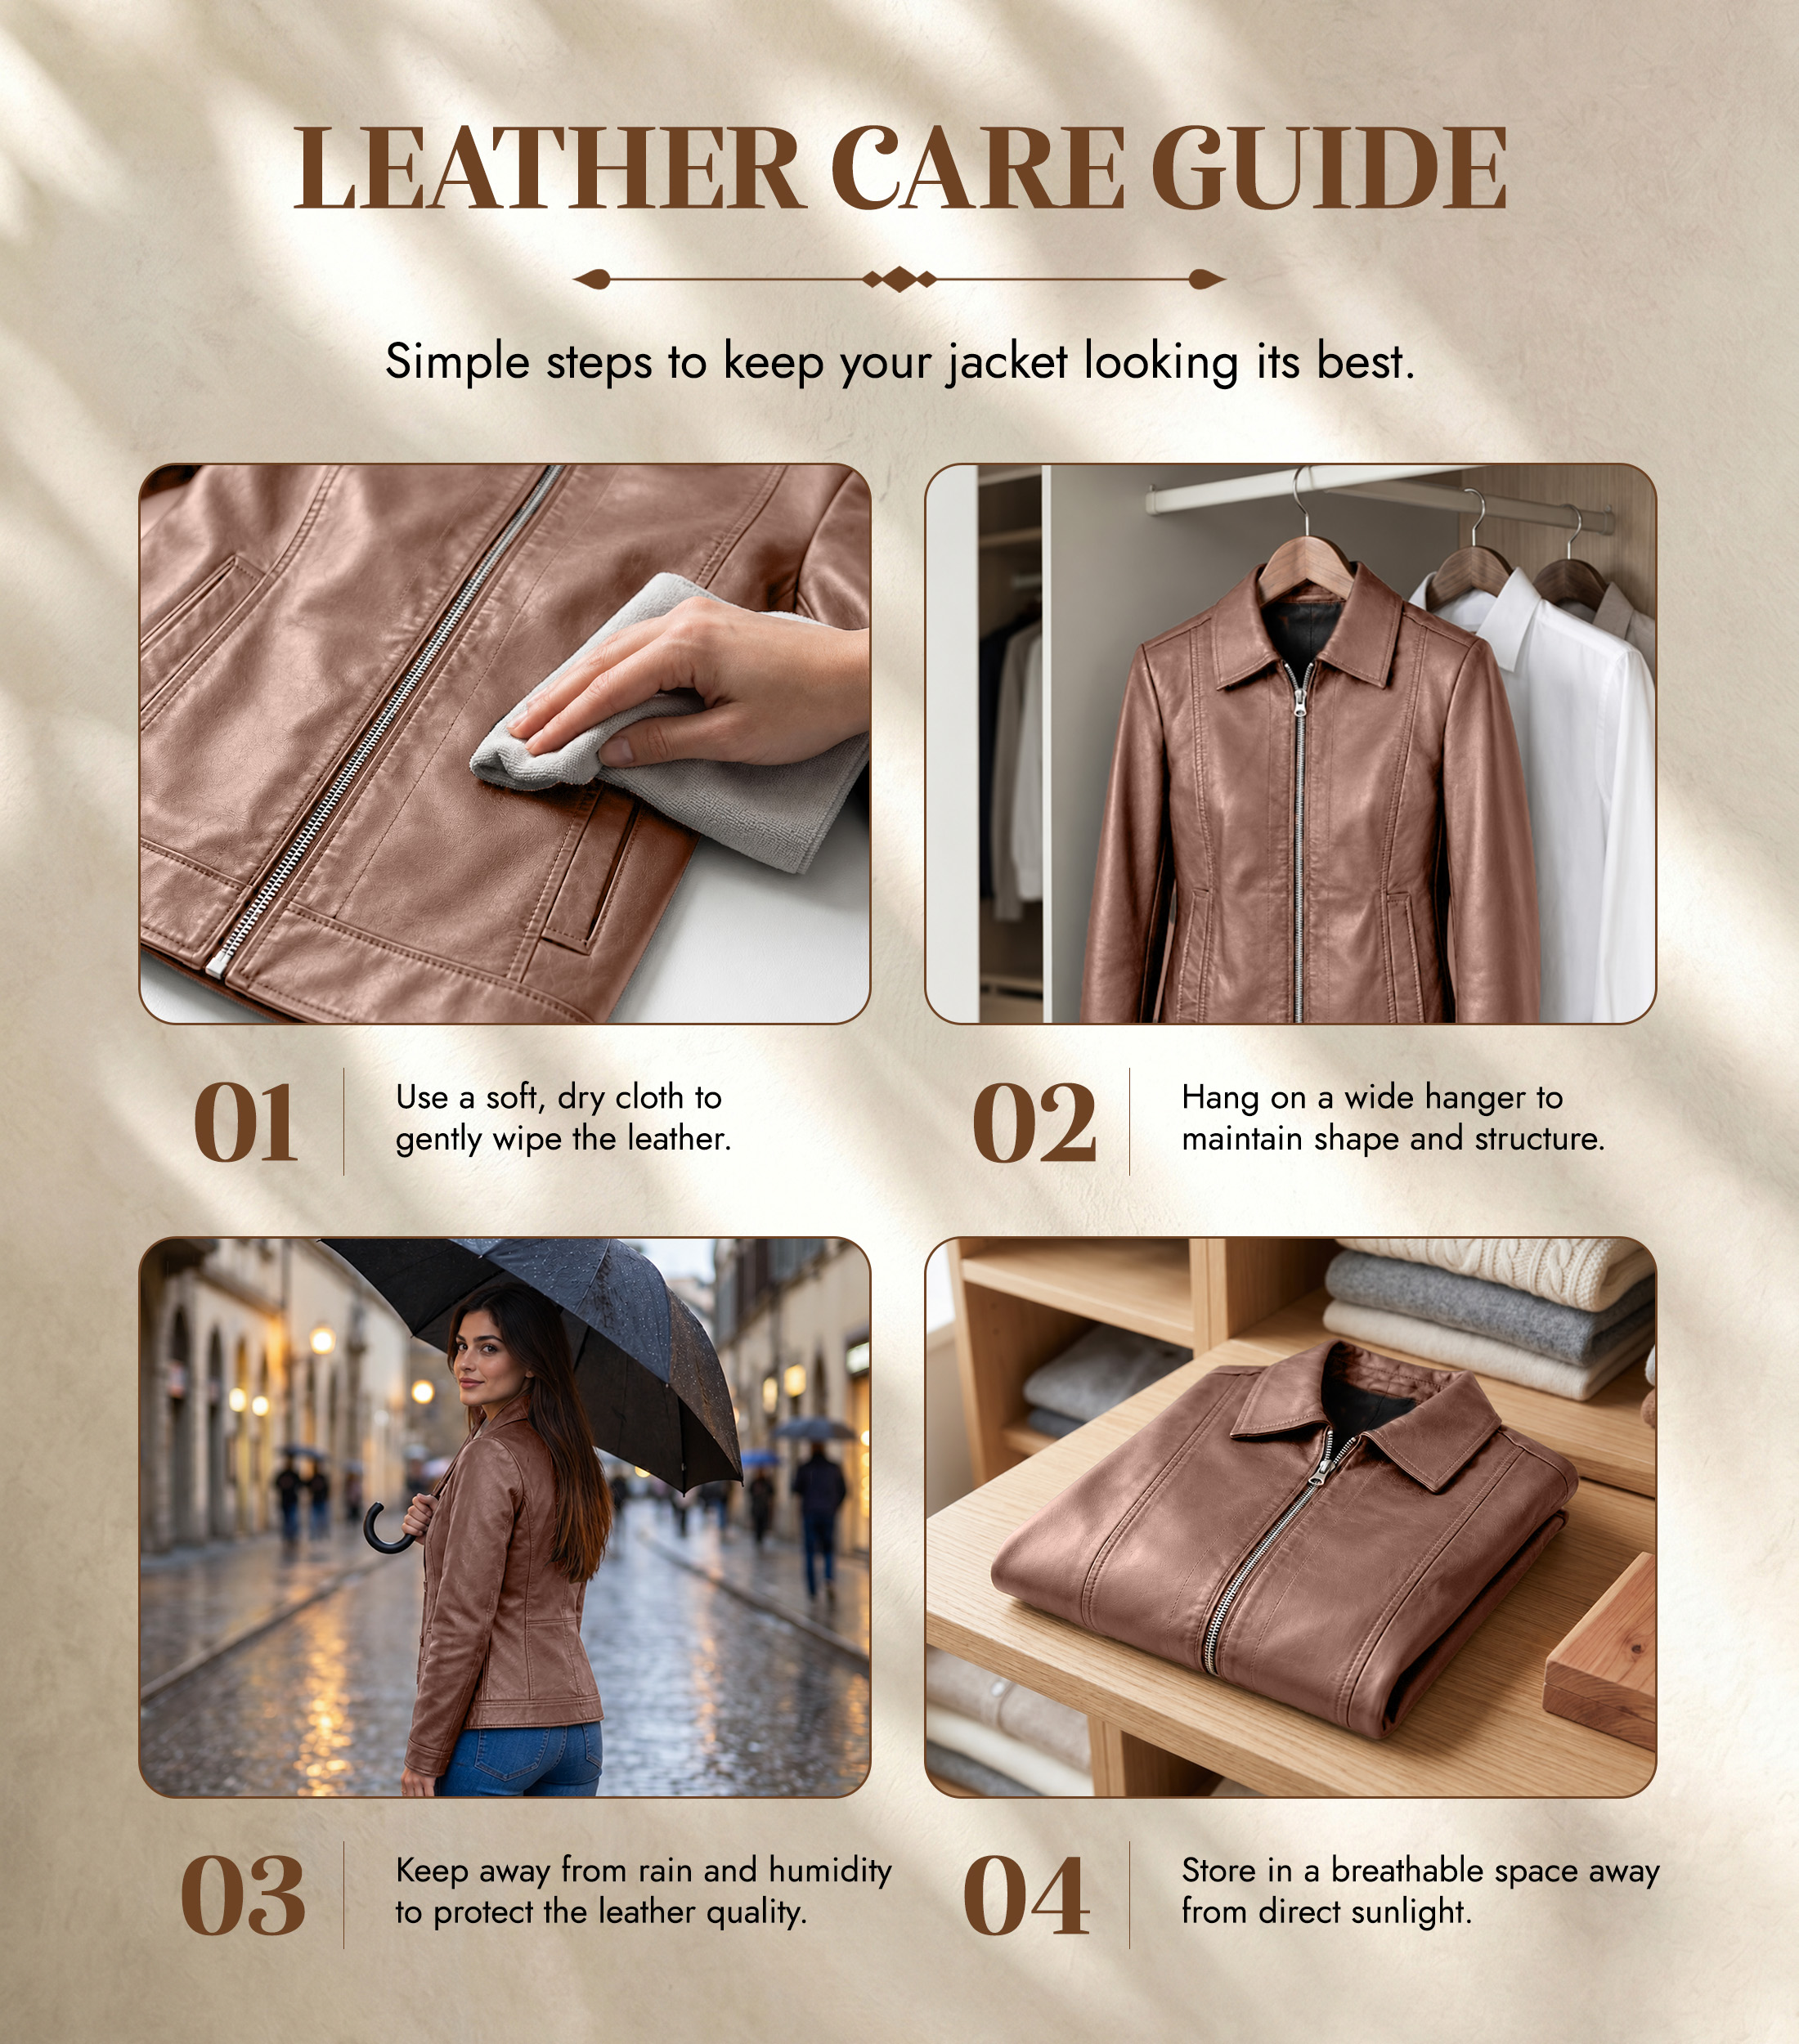 LEATHER CARE GUIDE
Simple steps to keep your jacket looking its best.
01
Use a soft, dry cloth to
gently wipe the leather.
02
Hang on a wide hanger to
maintain shape and structure.
03
Keep away from rain and humidity
to protect the leather quality.
04
Store in a breathable space away
from direct sunlight.